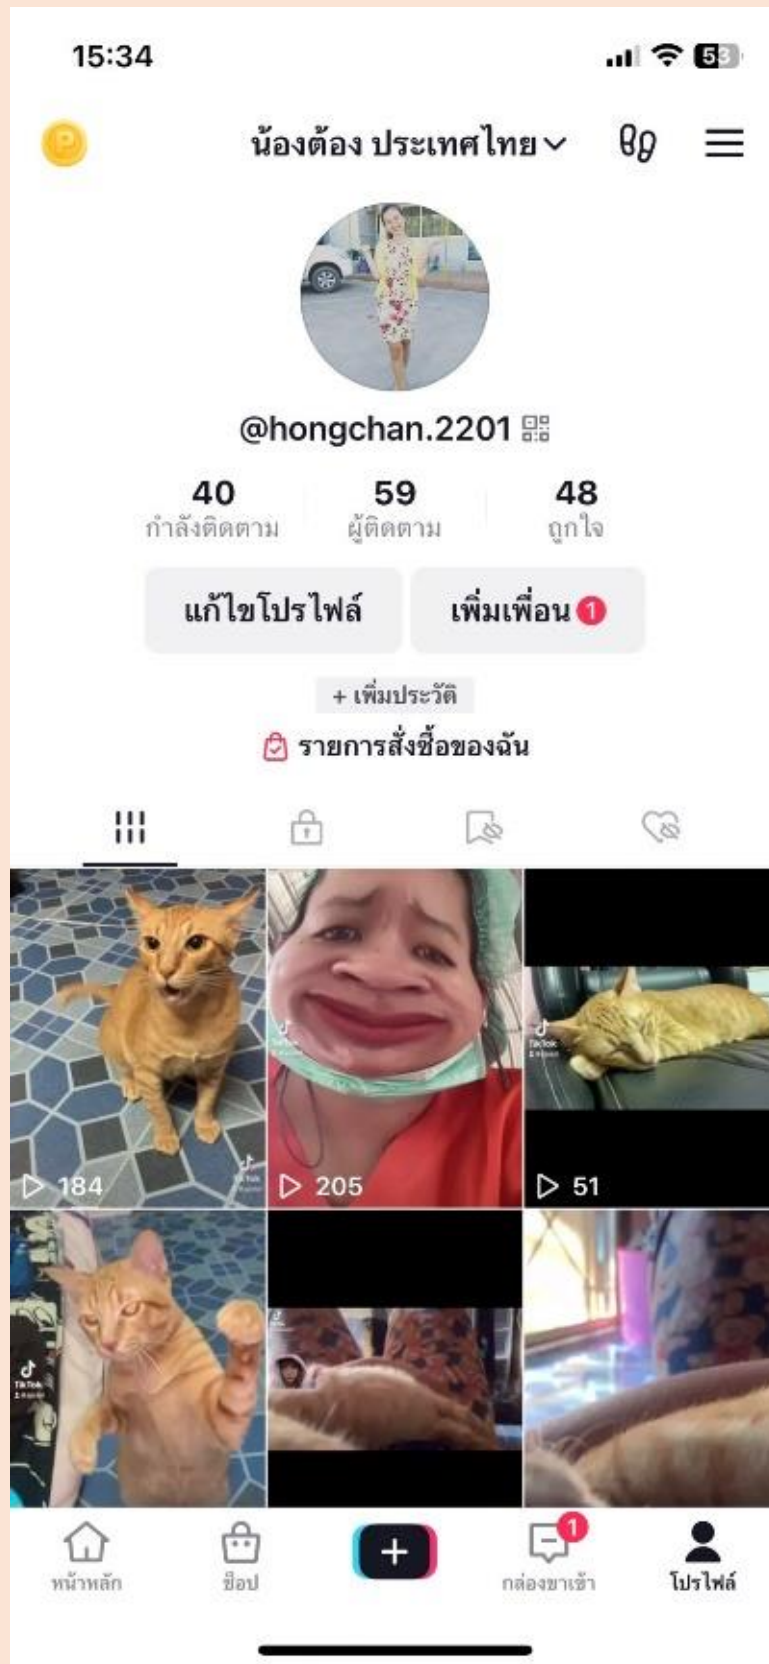 15:34
53
น้องต้อง ประเทศไทย
@hongchan.2201
40 59 48
กำลังติดตาม ผู้ติดตาม ถูกใจ
แก้ไขโปรไฟล์ เพิ่มเพื่อน 1
+ เพิ่มประวัติ
รายการสั่งซื้อของฉัน
TikTok
TikTok
184 205 51
TikTok
1
หน้าหลัก ช็อป กล่องขาเข้า โปรไฟล์